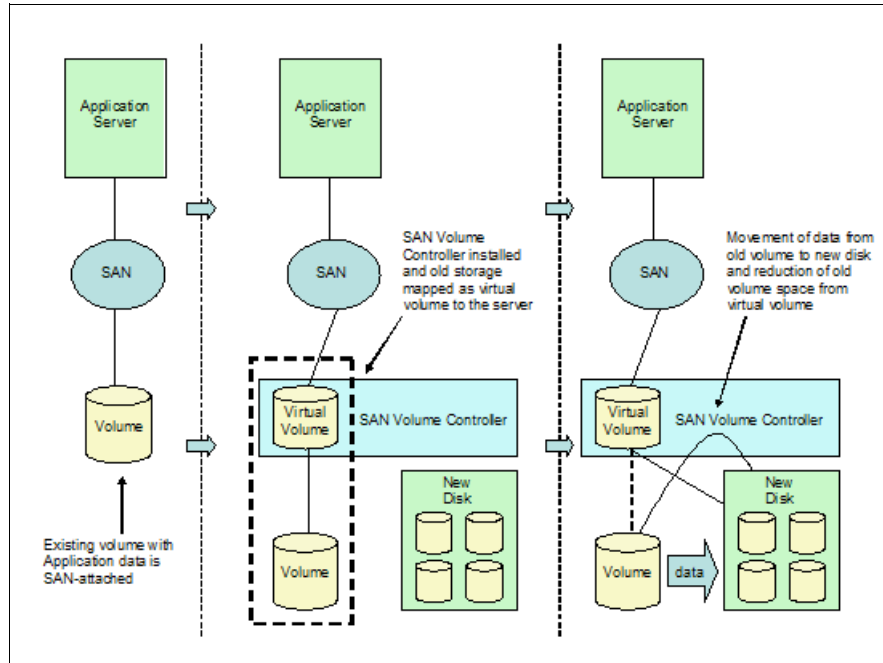 Application
Server
SAN
Volume
Existing volume with
Application data is
SAN-attached
Application
Server
SAN
SAN Volume
Controller installed
and old storage
mapped as virtual
volume to the server
Virtual
Volume
SAN Volume Controller
New
Disk
Volume
Application
Server
SAN
Movement of data from
old volume to new disk
and reduction of old
volume space from
virtual volume
Virtual
Volume
SAN Volume Controller
New
Disk
Volume
data